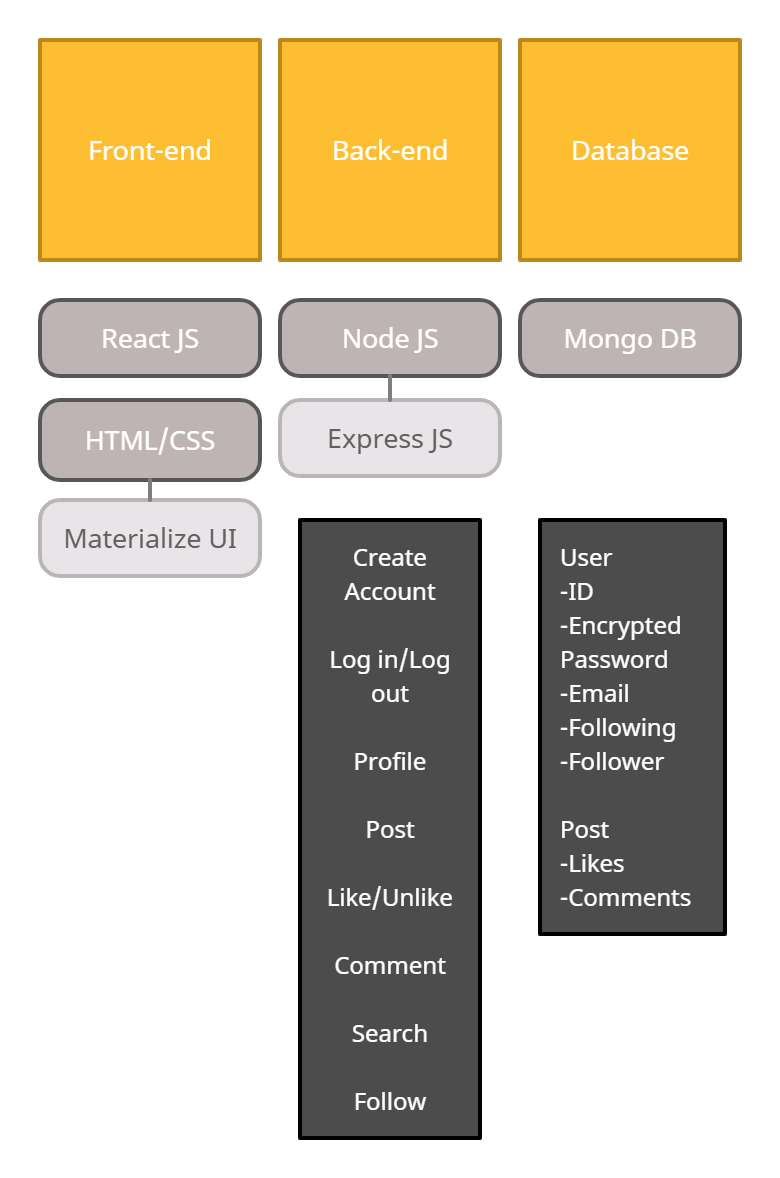 Front-end
Back-end
Database
React JS
Node JS
Mongo DB
HTML/CSS
Express JS
Materialize UI
Create
Account
Log in/Log
out
Profile
Post
Like/Unlike
Comment
Search
Follow
User
-ID
-Encrypted
Password
-Email
-Following
-Follower
Post
-Likes
-Comments